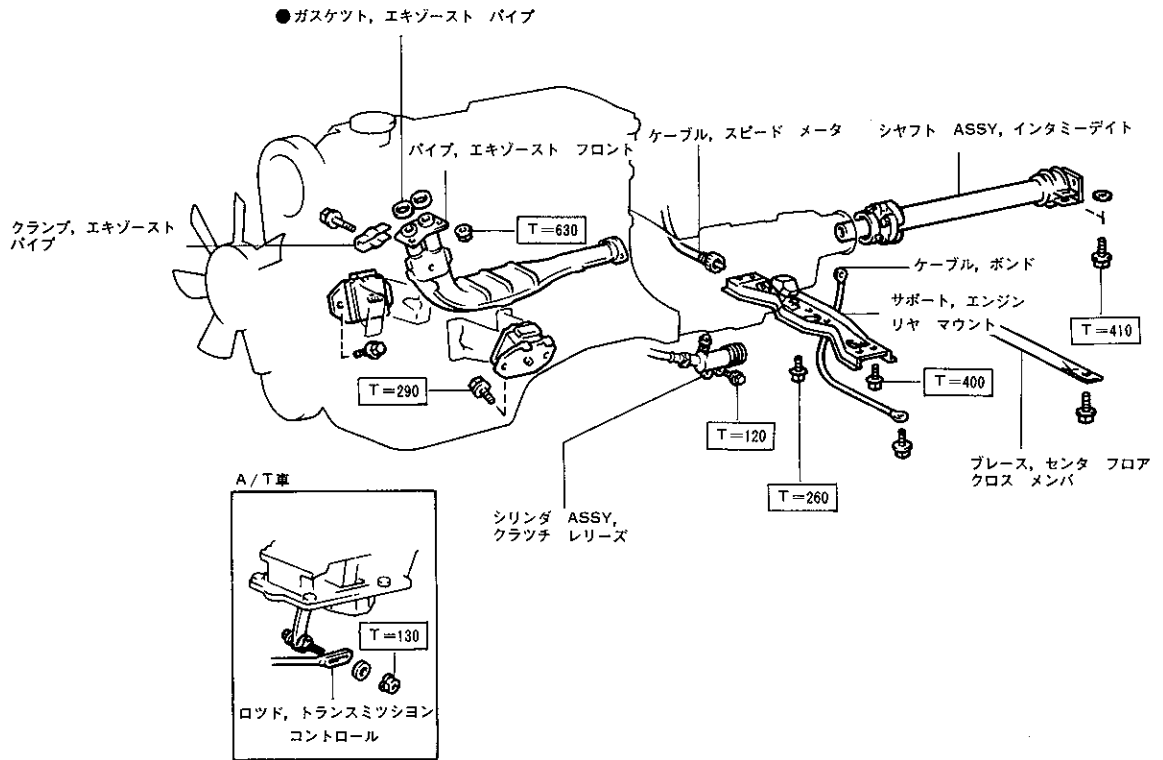 ●ガスケツト, エキゾースト パイプ
パイプ, エキゾースト フロント
ケーブル, スピード メータ
シヤフト ASSY, インタミーデイト
クランプ, エキゾースト
パイプ
T=630
ケーブル, ボンド
サポート, エンジン
リヤ マウント
T=410
T=290
T=400
T=120
T=260
ブレース, センタ フロア
クロス メンバ
シリンダ ASSY,
クラツチ レリーズ
A/T車
T=130
ロツド, トランスミツシヨン
コントロール